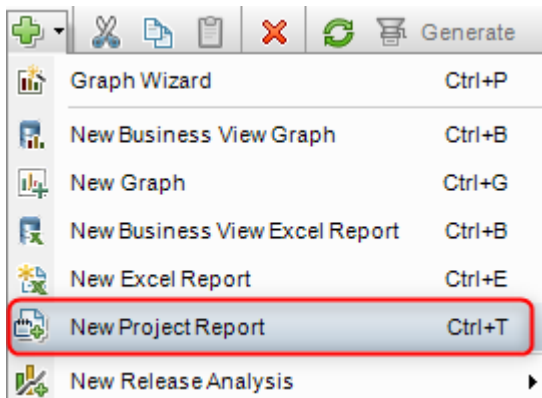 Generate
Graph Wizard Ctrl+P
New Business View Graph Ctrl+B
New Graph Ctrl+G
New Business View Excel Report Ctrl+B
New Excel Report Ctrl+E
New Project Report Ctrl+T
New Release Analysis